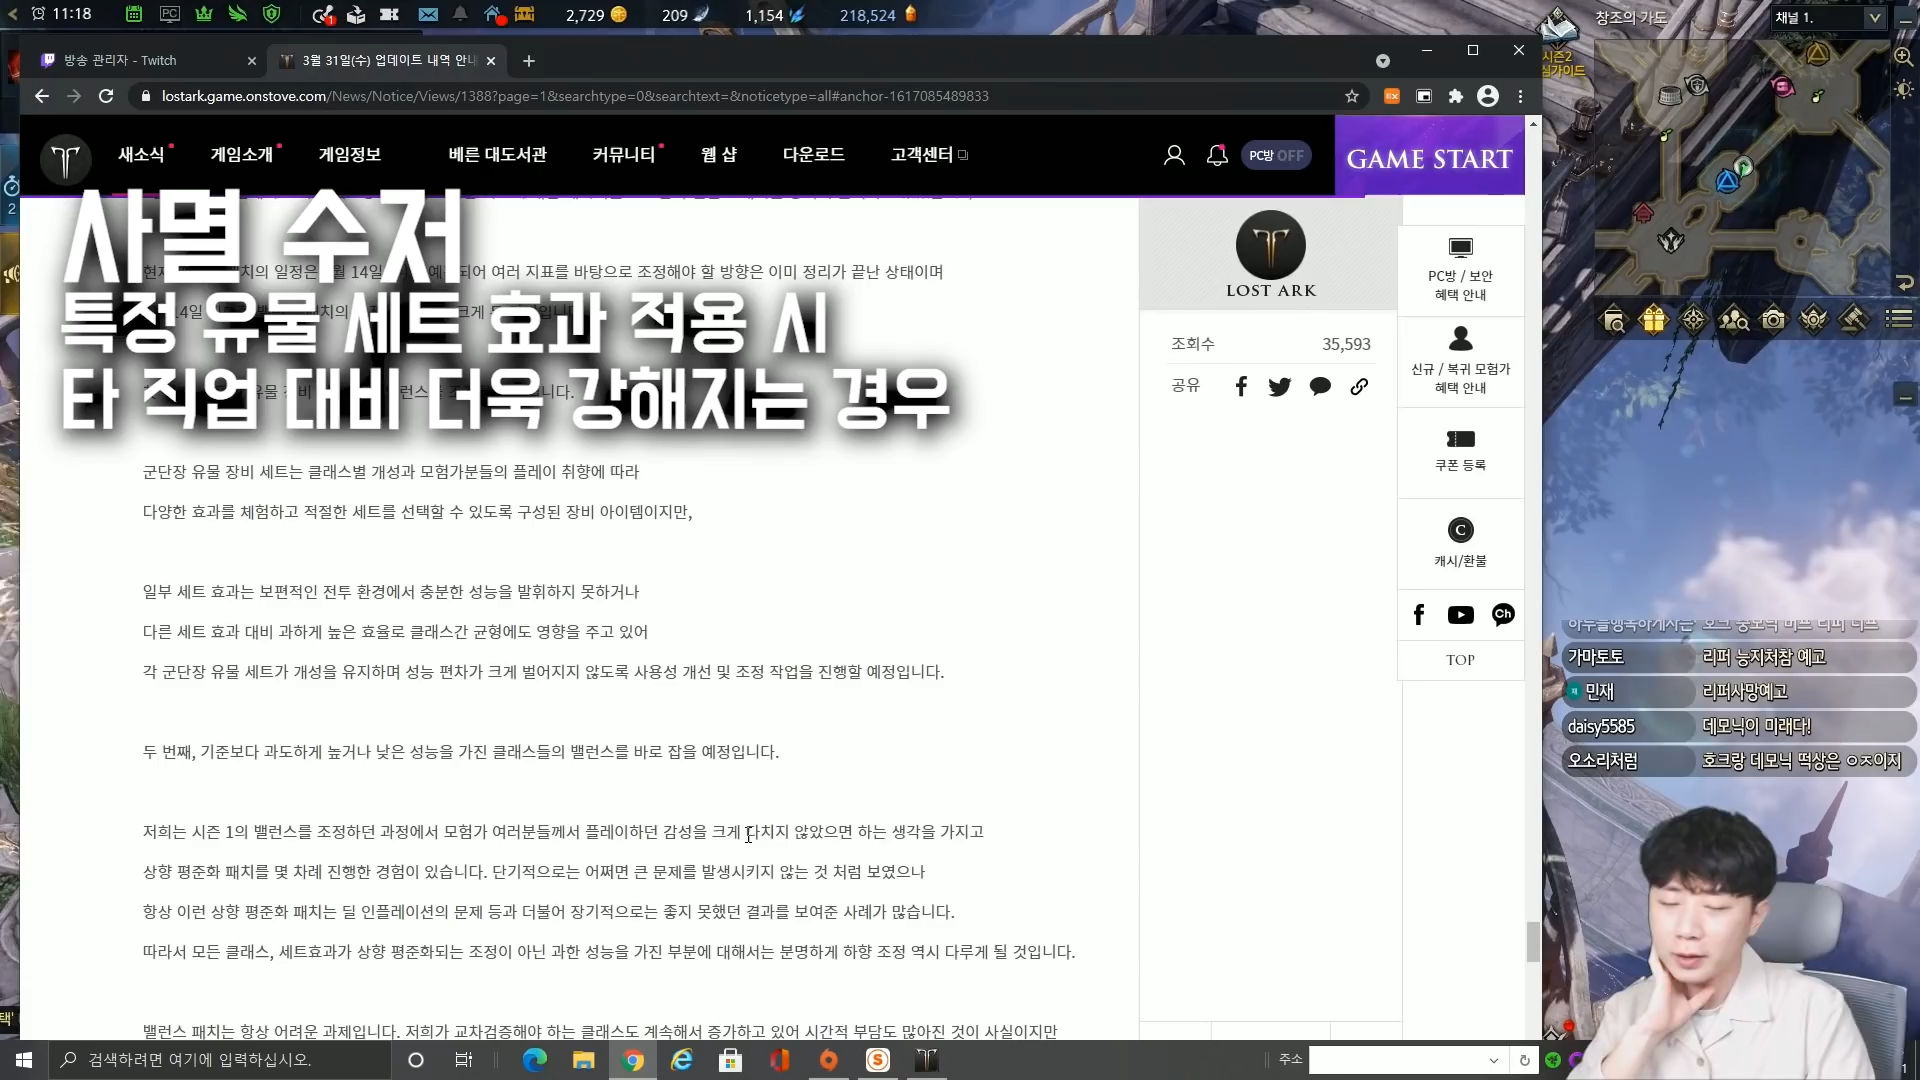 11:18
PC
2,729
209
1,154
218,524
창조의 가도
채널 1.
방송 관리자 - Twitch
3월 31일(수) 업데이트 내역 안내
lostark.game.onstove.com/News/Notice/Views/1388?page=1&searchtype=0&searchtext=&noticetype=all#anchor-1617085489833
새소식 게임소개 게임정보 베른 대도서관 커뮤니티 웹 샵 다운로드 고객센터
PC방 OFF
GAME START
사멸 수저
특정 유물 세트 효과 적용 시
타 직업 대비 더욱 강해지는 경우
되어 여러 지표를 바탕으로 조정해야 할 방향은 이미 정리가 끝난 상태이며
군단장 유물 장비 세트는 클래스별 개성과 모험가분들의 플레이 취향에 따라
다양한 효과를 체험하고 적절한 세트를 선택할 수 있도록 구성된 장비 아이템이지만,
일부 세트 효과는 보편적인 전투 환경에서 충분한 성능을 발휘하지 못하거나
다른 세트 효과 대비 과하게 높은 효율로 클래스간 균형에도 영향을 주고 있어
각 군단장 유물 세트가 개성을 유지하며 성능 편차가 크게 벌어지지 않도록 사용성 개선 및 조정 작업을 진행할 예정입니다.
두 번째, 기준보다 과도하게 높거나 낮은 성능을 가진 클래스들의 밸런스를 바로 잡을 예정입니다.
저희는 시즌 1의 밸런스를 조정하던 과정에서 모험가 여러분들께서 플레이하던 감성을 크게 다치지 않았으면 하는 생각을 가지고
상향 평준화 패치를 몇 차례 진행한 경험이 있습니다. 단기적으로는 어쩌면 큰 문제를 발생시키지 않는 것 처럼 보였으나
항상 이런 상향 평준화 패치는 딜 인플레이션의 문제 등과 더불어 장기적으로는 좋지 못했던 결과를 보여준 사례가 많습니다.
따라서 모든 클래스, 세트효과가 상향 평준화되는 조정이 아닌 과한 성능을 가진 부분에 대해서는 분명하게 하향 조정 역시 다루게 될 것입니다.
밸런스 패치는 항상 어려운 과제입니다. 저희가 교차검증해야 하는 클래스도 계속해서 증가하고 있어 시간적 부담도 많아진 것이 사실이지만
LOST ARK
조회수 35,593
공유
PC방 / 보안
혜택 안내
신규 / 복귀 모험가
혜택 안내
쿠폰 등록
C
캐시/환불
Ch
TOP
가마토토 리퍼 능지처참 예고
민재 리퍼사망예고
daisy5585 데모닉이 미래다!
오소리처럼 호크랑 데모닉 떡상은 ㅇㅈ이지
검색하려면 여기에 입력하십시오.
주소